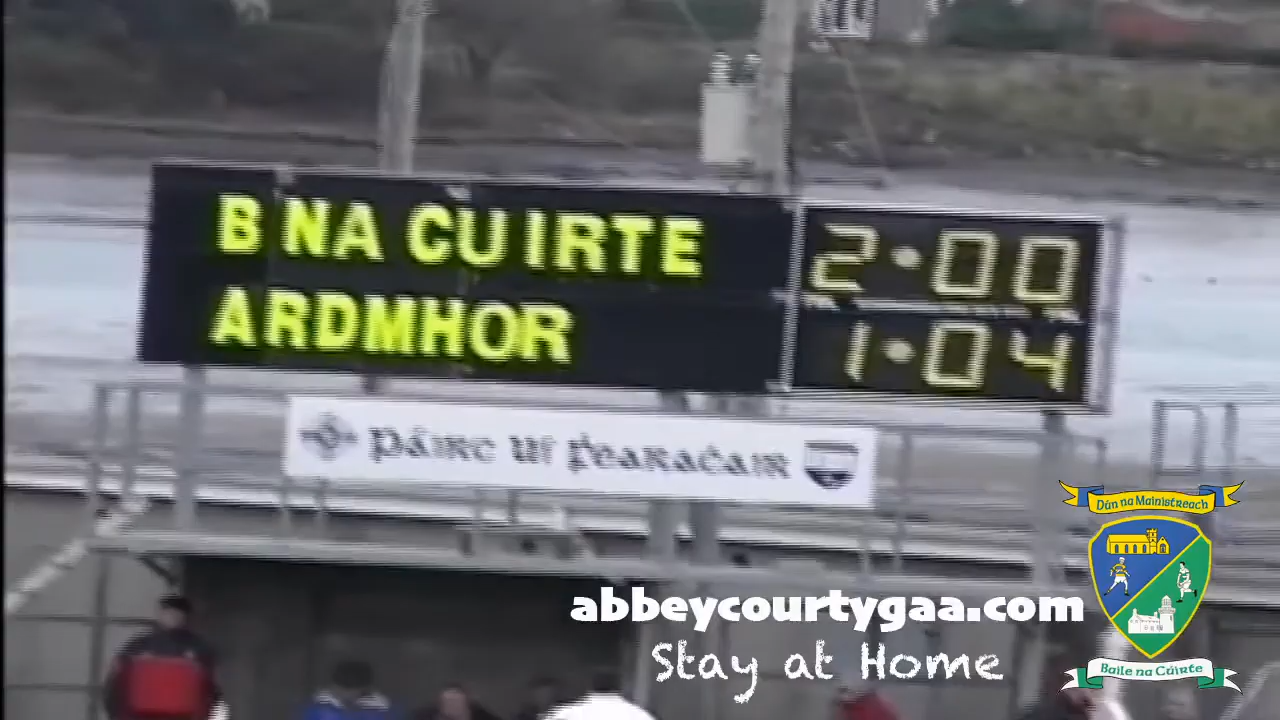 B NA CUIRTE 2·00
ARDMHOR 1·04
Páirc Uí Fhearachair
abbeycourtygaa.com
Stay at Home
Dún na Mainistreach
Baile na Cúirte